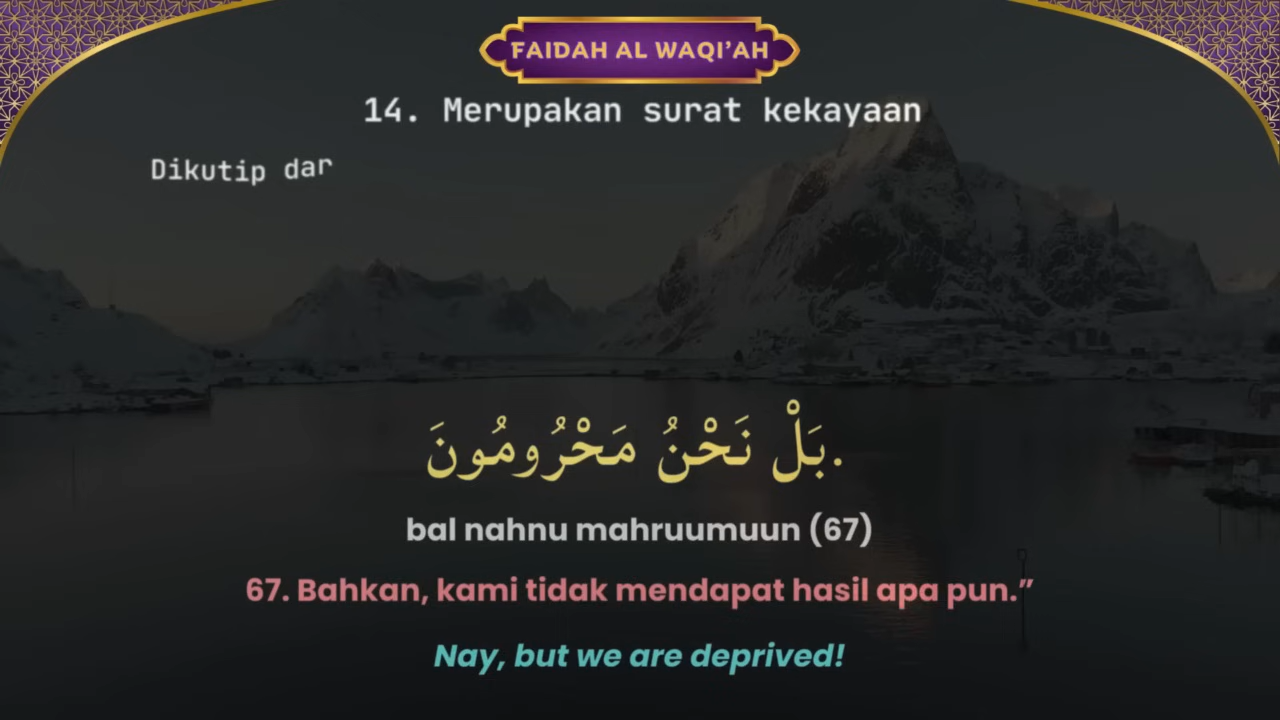 FAIDAH AL WAQI'AH
14. Merupakan surat kekayaan
Dikutip dar
بَلْ نَحْنُ مَحْرُومُونَ.
bal nahnu mahruumuun (67)
67. Bahkan, kami tidak mendapat hasil apa pun.”
Nay, but we are deprived!